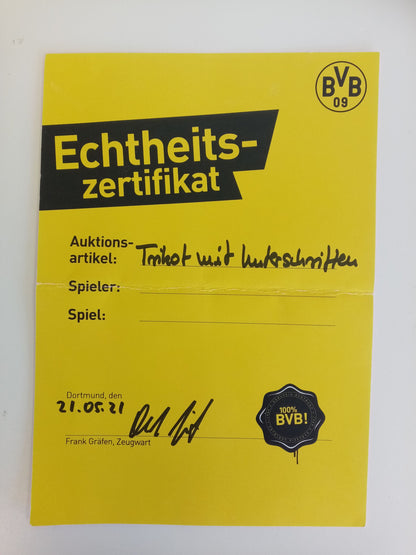 BVB
09
Echtheits-
zertifikat
Auktions-
artikel: Trikot mit Unterschriften
Spieler:
Spiel:
Dortmund, den
21.05.21
Frank Gräfen, Zeugwart
100%
BVB!